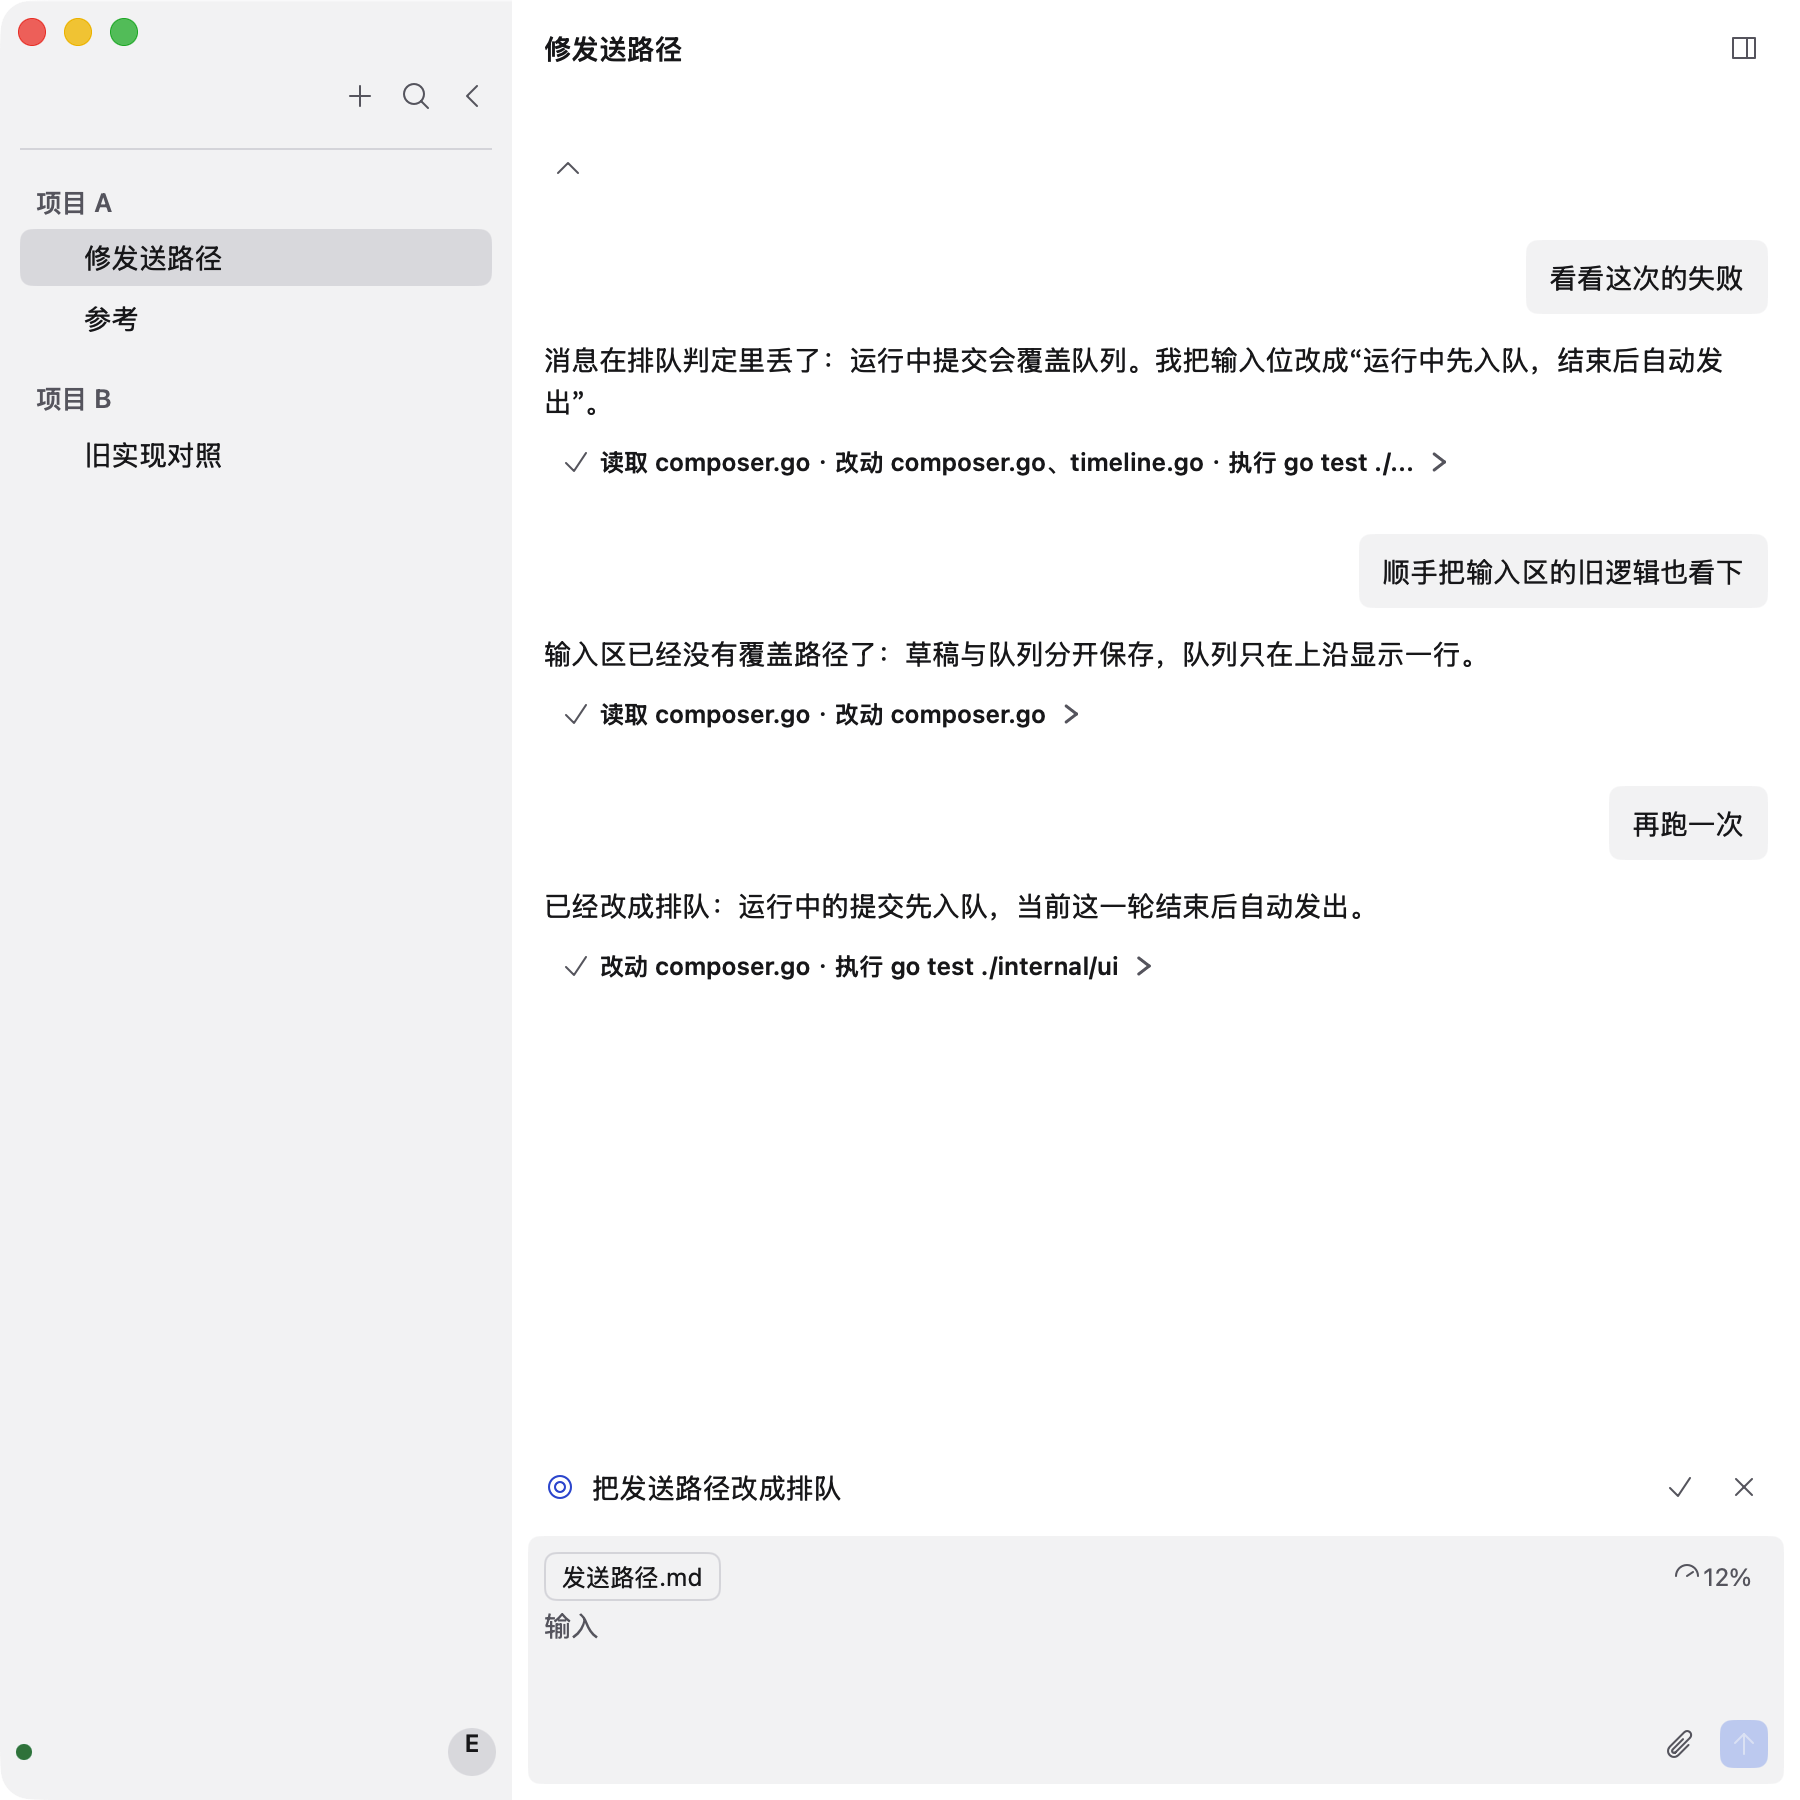 项目 A
修发送路径
参考
项目 B
旧实现对照
E
修发送路径
看看这次的失败
消息在排队判定里丢了：运行中提交会覆盖队列。我把输入位改成“运行中先入队，结束后自动发
出”。
读取 composer.go · 改动 composer.go、timeline.go · 执行 go test ./...
顺手把输入区的旧逻辑也看下
输入区已经没有覆盖路径了：草稿与队列分开保存，队列只在上沿显示一行。
读取 composer.go · 改动 composer.go
再跑一次
已经改成排队：运行中的提交先入队，当前这一轮结束后自动发出。
改动 composer.go · 执行 go test ./internal/ui
把发送路径改成排队
发送路径.md
12%
输入